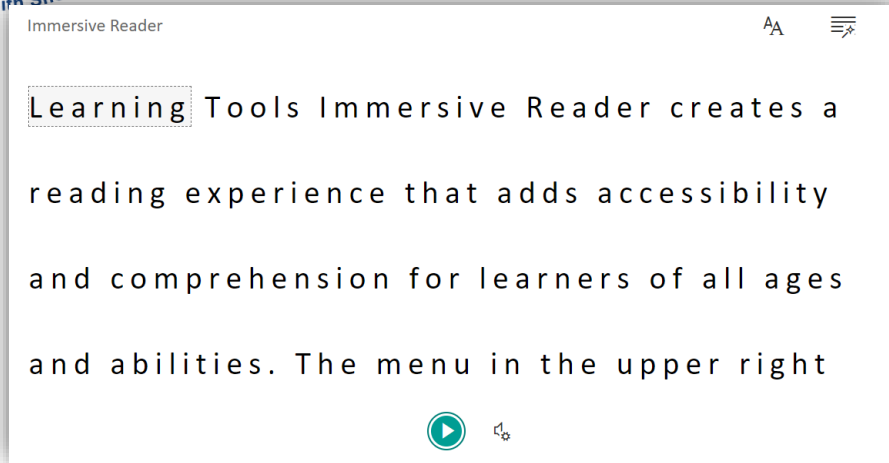 Immersive Reader
Learning Tools Immersive Reader creates a
reading experience that adds accessibility
and comprehension for learners of all ages
and abilities. The menu in the upper right